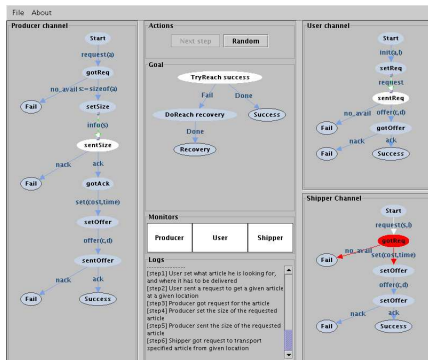 File About
Producer channel
Start
request(a)
gotReq
no_avail s:=sizeof(a)
Fail
setSize
info(s)
sentSize
nack
ack
Fail
gotAck
set(cost,time)
setOffer
offer(c,d)
sentOffer
nack
ack
Fail
Success
Actions
Next step
Random
Goal
TryReach success
Fail
Done
DoReach recovery
Success
Done
Recovery
Monitors
Producer
User
Shipper
Logs
[step1] User set what article he is looking for,
and where it has to be delivered
[step2] User sent a request to get a given article
at a given location
[step3] Producer got request for the article
[step4] Producer set the size of the requested
article
[step5] Producer sent the size of the requested
article
[step6] Shipper got request to transport
specified article from given location
User channel
Start
init(a,l)
setReq
request
sentReq
no_avail
offer(c,d)
Fail
gotOffer
nack
ack
Fail
Success
Shipper Channel
Start
request(s,l)
gotReq
no_avail
set(cost,time)
Fail
setOffer
offer(c,d)
setOffer
nack
ack
Fail
Success